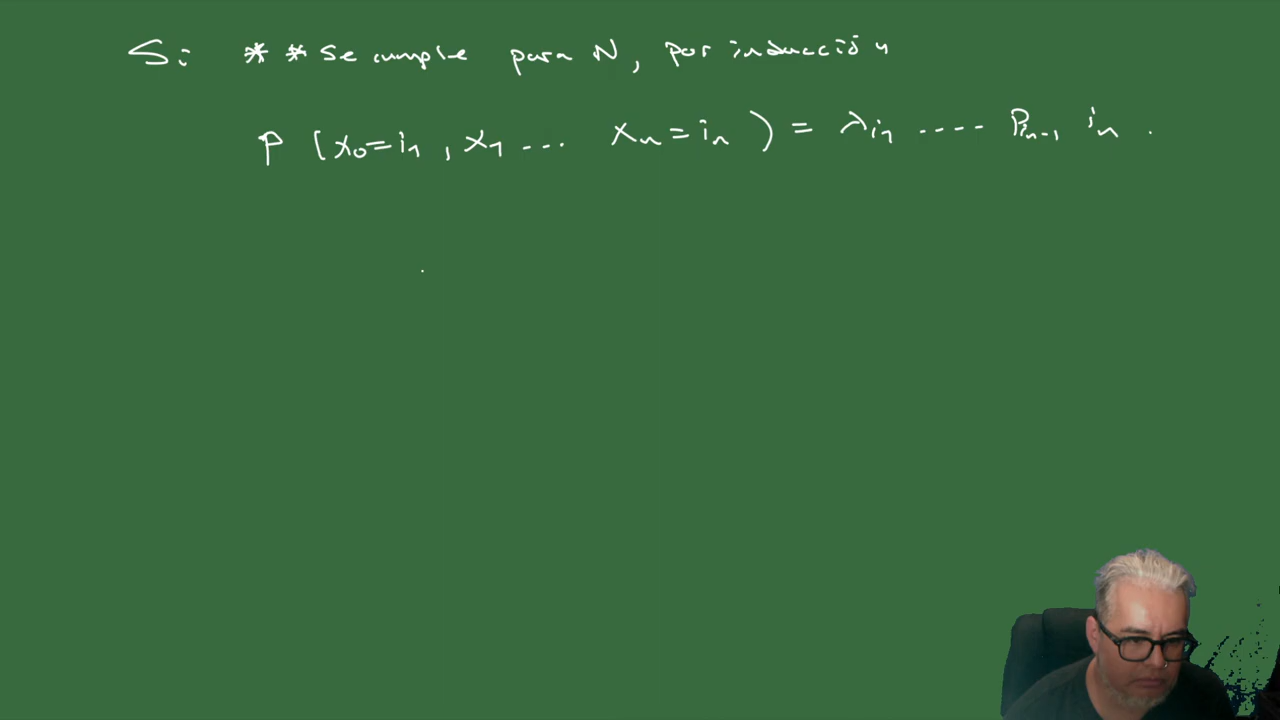 Si * * se cumple para N, por inducción
P (X₀=i₁, X₁ ... Xₙ=iₙ) = λi₁ .... Pᵢₙ₋₁ iₙ .